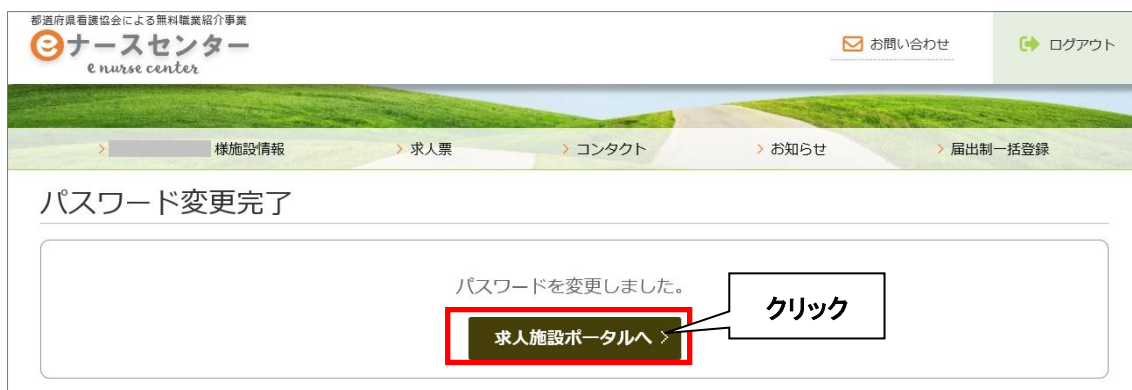 都道府県看護協会による無料職業紹介事業
eナースセンター
e nurse center
お問い合わせ
ログアウト
> 様施設情報 > 求人票 > コンタクト > お知らせ > 届出制一括登録
パスワード変更完了
パスワードを変更しました。
クリック
求人施設ポータルへ >